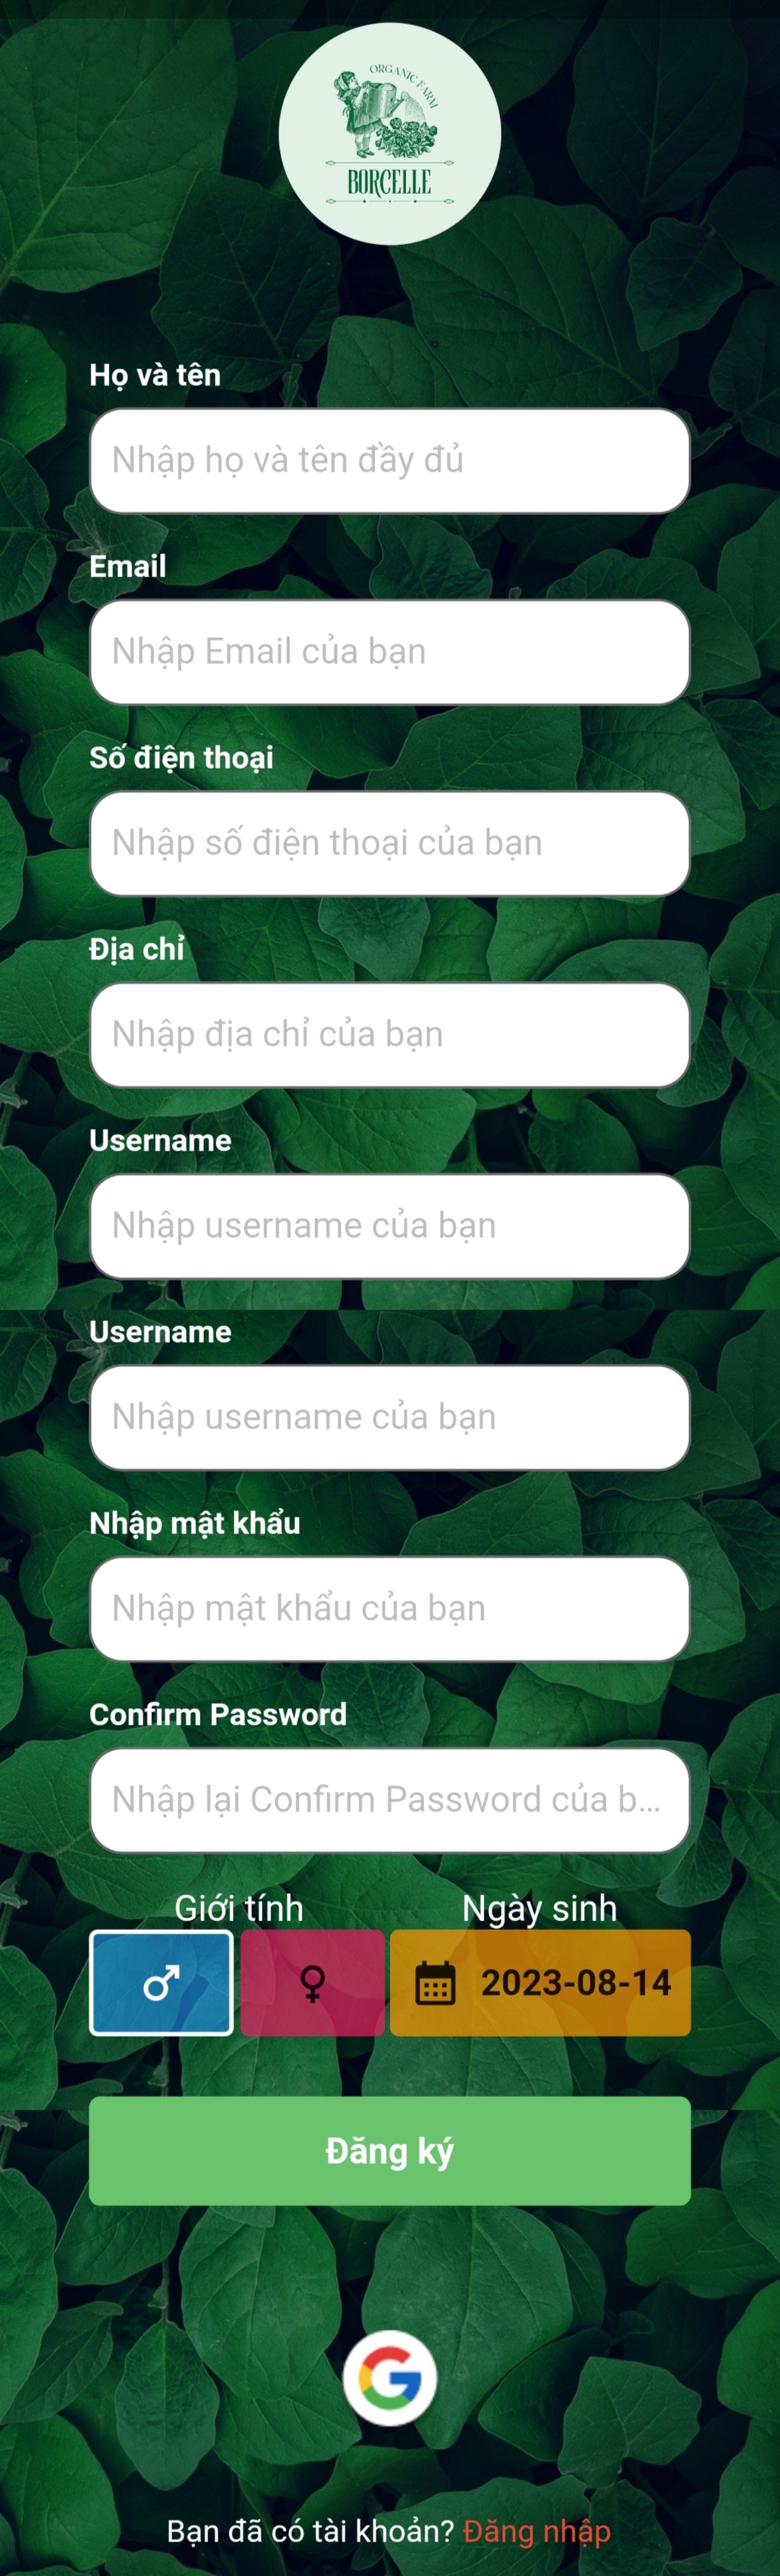 ORGANIC FARM
BORCELLE
Họ và tên
Nhập họ và tên đầy đủ
Email
Nhập Email của bạn
Số điện thoại
Nhập số điện thoại của bạn
Địa chỉ
Nhập địa chỉ của bạn
Username
Nhập username của bạn
Username
Nhập username của bạn
Nhập mật khẩu
Nhập mật khẩu của bạn
Confirm Password
Nhập lại Confirm Password của b...
Giới tính Ngày sinh
2023-08-14
Đăng ký
Bạn đã có tài khoản? Đăng nhập